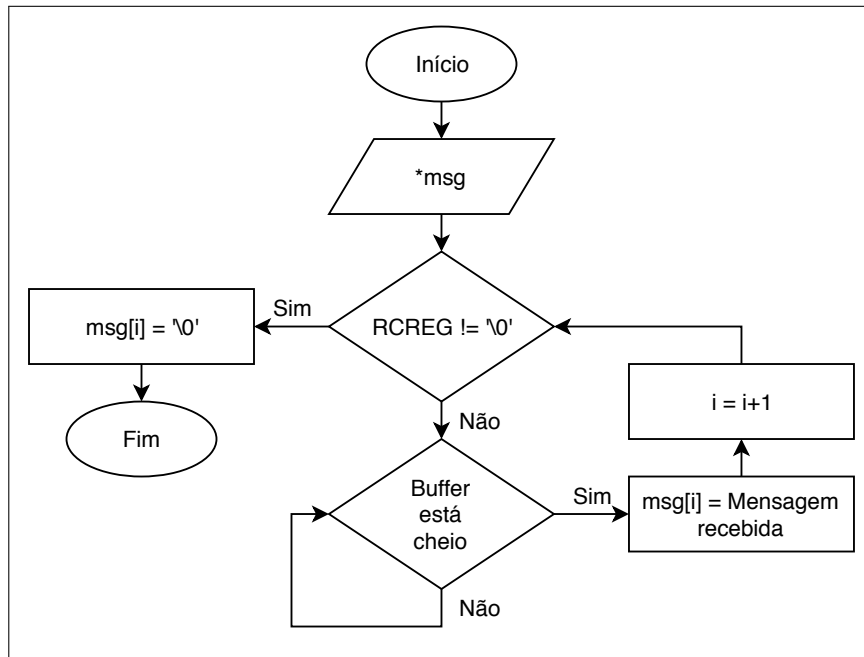 Início
*msg
Sim
msg[i] = '\0'
RCREG != '\0'
i = i+1
Não
Fim
Buffer
está
cheio
Sim
msg[i] = Mensagem
recebida
Não